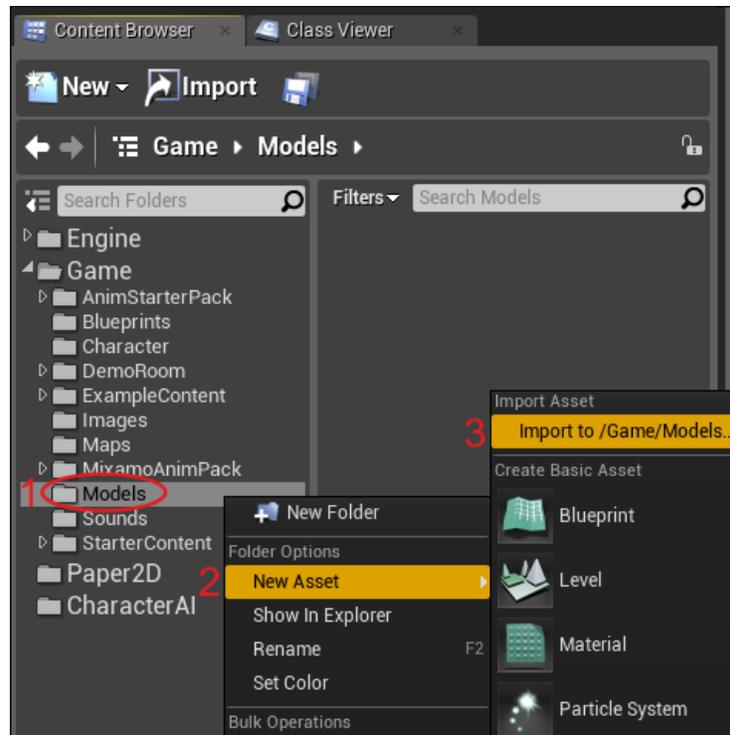 Content Browser
Class Viewer
New
Import
Game
Models
Search Folders
Filters
Search Models
Engine
Game
AnimStarterPack
Blueprints
Character
DemoRoom
ExampleContent
Images
Maps
MixamoAnimPack
1
Models
Sounds
StarterContent
Paper2D
CharacterAI
New Folder
Folder Options
2
New Asset
Show In Explorer
Rename F2
Set Color
Bulk Operations
Import Asset
3
Import to /Game/Models..
Create Basic Asset
Blueprint
Level
Material
Particle System